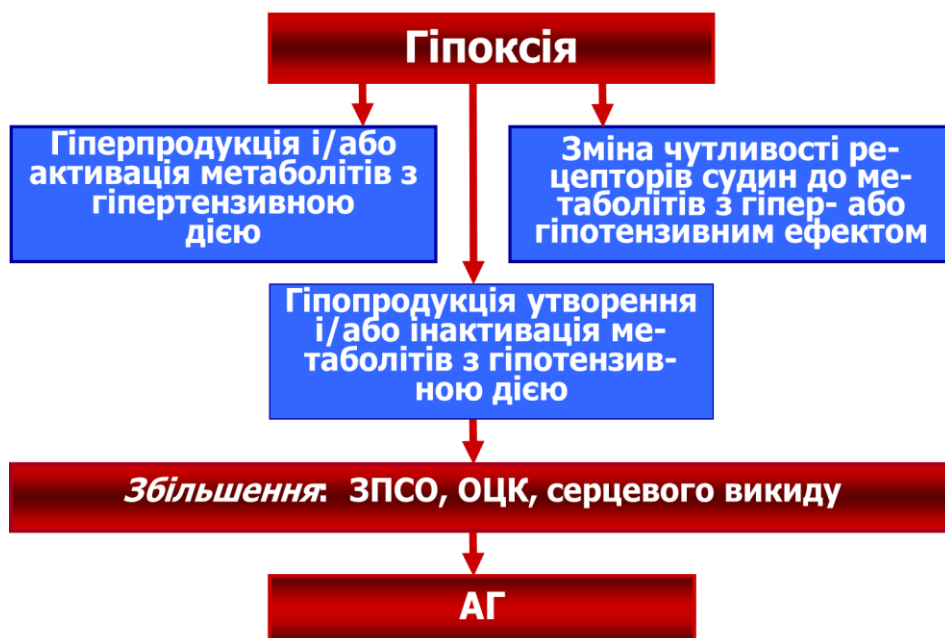 Гіпоксія
Гіперпродукція і/або
активація метаболітів з
гіпертензивною
дією
Зміна чутливості ре-
цепторів судин до ме-
таболітів з гіпер- або
гіпотензивним ефектом
Гіпопродукція утворення
і/або інактивація ме-
таболітів з гіпотензив-
ною дією
Збільшення: ЗПСО, ОЦК, серцевого викиду
АГ